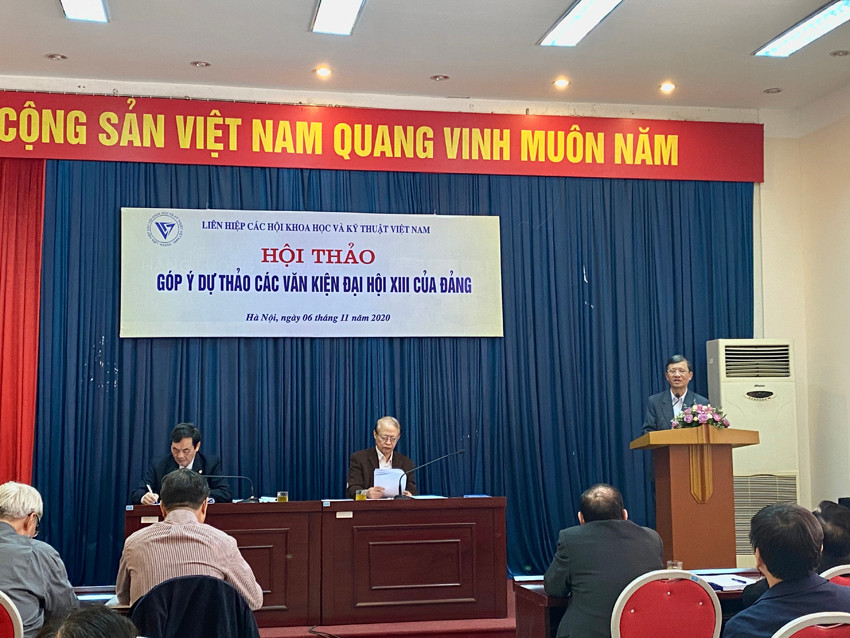 CỘNG SẢN VIỆT NAM QUANG VINH MUÔN NĂM
LIÊN HIỆP CÁC HỘI KHOA HỌC VÀ KỸ THUẬT VIỆT NAM
HỘI THẢO
GÓP Ý DỰ THẢO CÁC VĂN KIỆN ĐẠI HỘI XIII CỦA ĐẢNG
Hà Nội, ngày 06 tháng 11 năm 2020